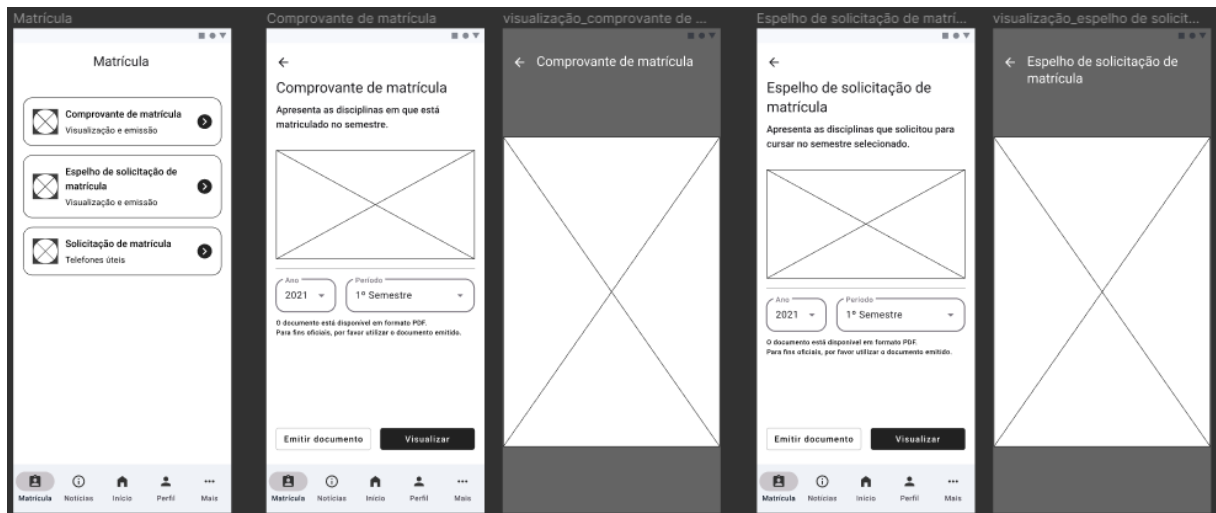 Matrícula
Matrícula
Comprovante de matrícula
Visualização e emissão
Espelho de solicitação de
matrícula
Visualização e emissão
Solicitação de matrícula
Telefones úteis
Matrícula Notícias Início Perfil Mais
Comprovante de matrícula
Comprovante de matrícula
Apresenta as disciplinas em que está
matriculado no semestre.
Ano Período
2021 1º Semestre
O documento está disponível em formato PDF.
Para fins oficiais, por favor utilizar o documento emitido.
Emitir documento Visualizar
Matrícula Notícias Início Perfil Mais
visualização_comprovante de ...
Comprovante de matrícula
Espelho de solicitação de matrí...
Espelho de solicitação de
matrícula
Apresenta as disciplinas que solicitou para
cursar no semestre selecionado.
Ano Período
2021 1º Semestre
O documento está disponível em formato PDF.
Para fins oficiais, por favor utilizar o documento emitido.
Emitir documento Visualizar
Matrícula Notícias Início Perfil Mais
visualização_espelho de solicit...
Espelho de solicitação de
matrícula